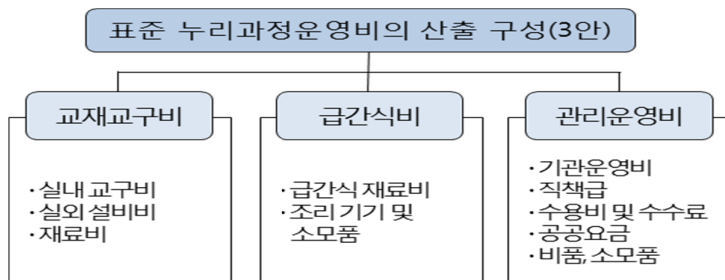 표준 누리과정운영비의 산출 구성(3안)
교재교구비
· 실내 교구비
· 실외 설비비
· 재료비
급간식비
· 급간식 재료비
· 조리 기기 및
소모품
관리운영비
· 기관운영비
· 직책급
· 수용비 및 수수료
· 공공요금
· 비품, 소모품